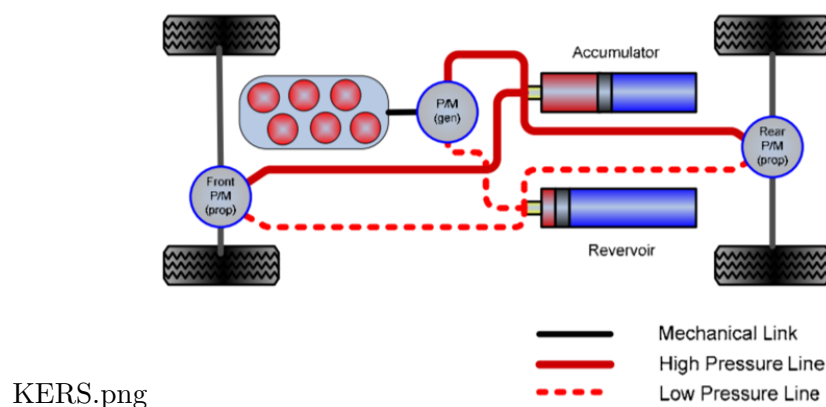 Accumulator
P/M
(gen)
Rear
P/M
(prop)
Front
P/M
(prop)
Revervoir
Mechanical Link
High Pressure Line
Low Pressure Line
KERS.png